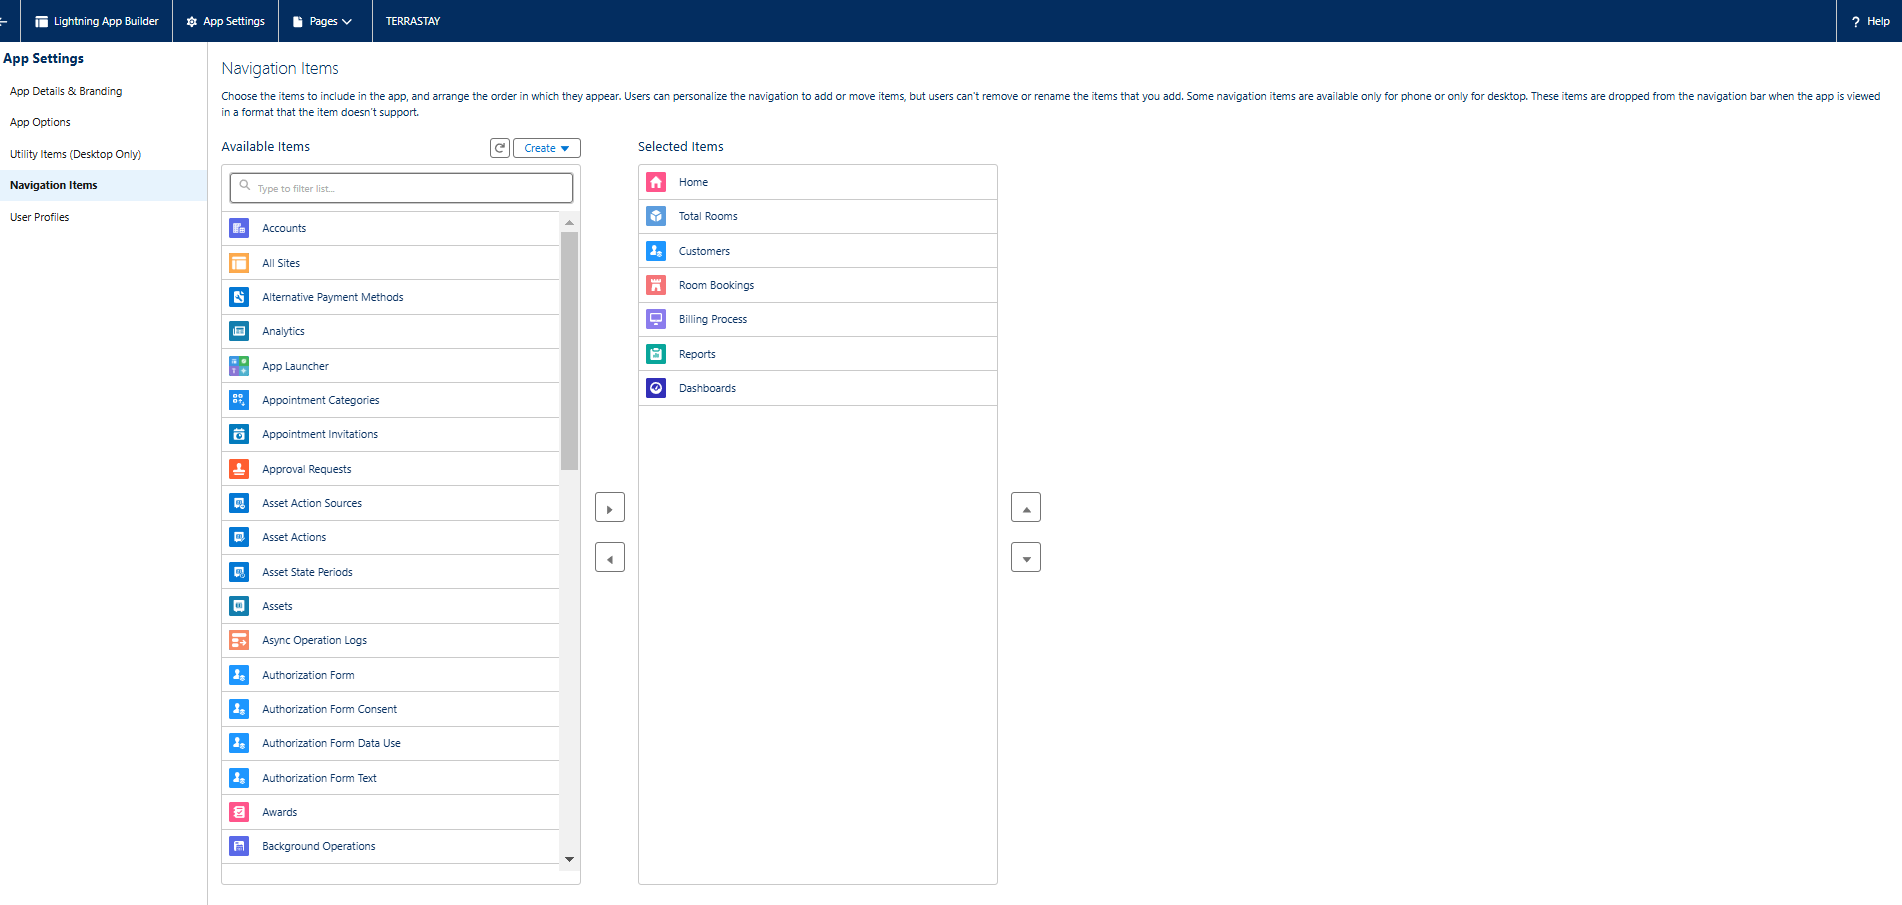 Lightning App Builder
App Settings
Pages
TERRASTAY
? Help
App Settings
App Details & Branding
App Options
Utility Items (Desktop Only)
Navigation Items
User Profiles
Navigation Items
Choose the items to include in the app, and arrange the order in which they appear. Users can personalize the navigation to add or move items, but users can't remove or rename the items that you add. Some navigation items are available only for phone or only for desktop. These items are dropped from the navigation bar when the app is viewed
in a format that the item doesn't support.
Available Items
Create
Type to filter list...
Accounts
All Sites
Alternative Payment Methods
Analytics
App Launcher
Appointment Categories
Appointment Invitations
Approval Requests
Asset Action Sources
Asset Actions
Asset State Periods
Assets
Async Operation Logs
Authorization Form
Authorization Form Consent
Authorization Form Data Use
Authorization Form Text
Awards
Background Operations
Selected Items
Home
Total Rooms
Customers
Room Bookings
Billing Process
Reports
Dashboards